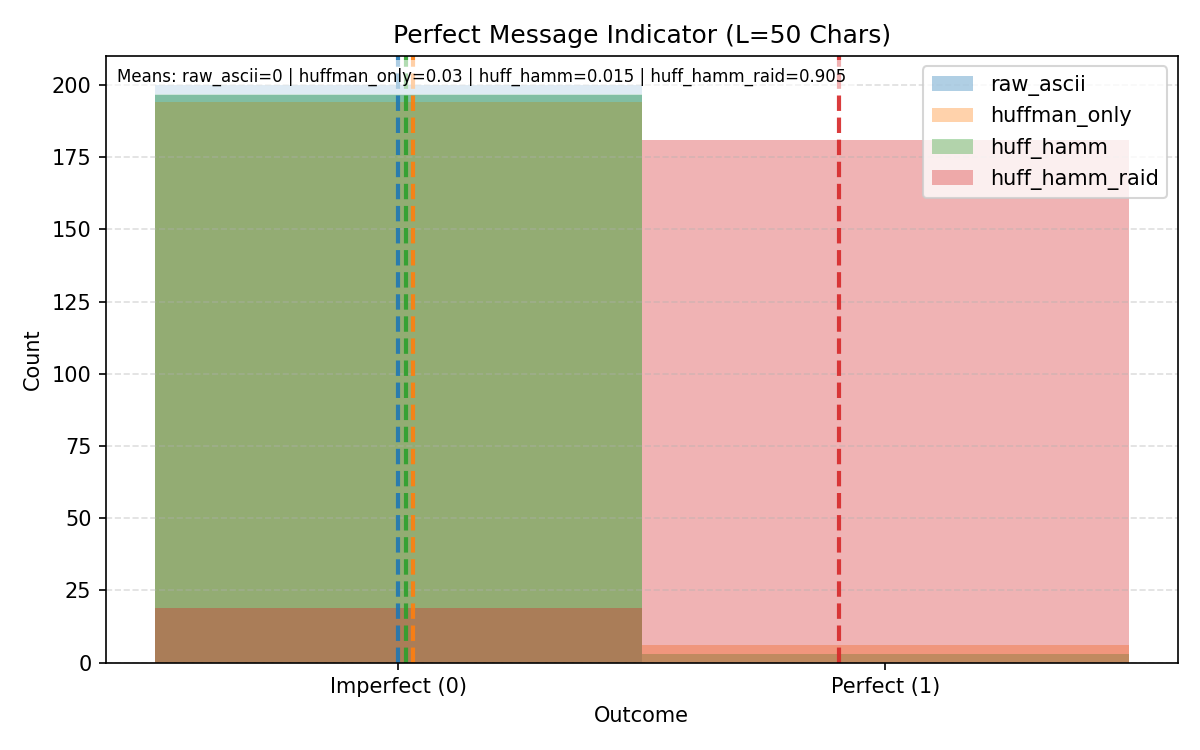 Perfect Message Indicator (L=50 Chars)
Means: raw_ascii=0 | huffman_only=0.03 | huff_hamm=0.015 | huff_hamm_raid=0.905
raw_ascii
huffman_only
huff_hamm
huff_hamm_raid
Count
200
175
150
125
100
75
50
25
0
Imperfect (0)
Perfect (1)
Outcome